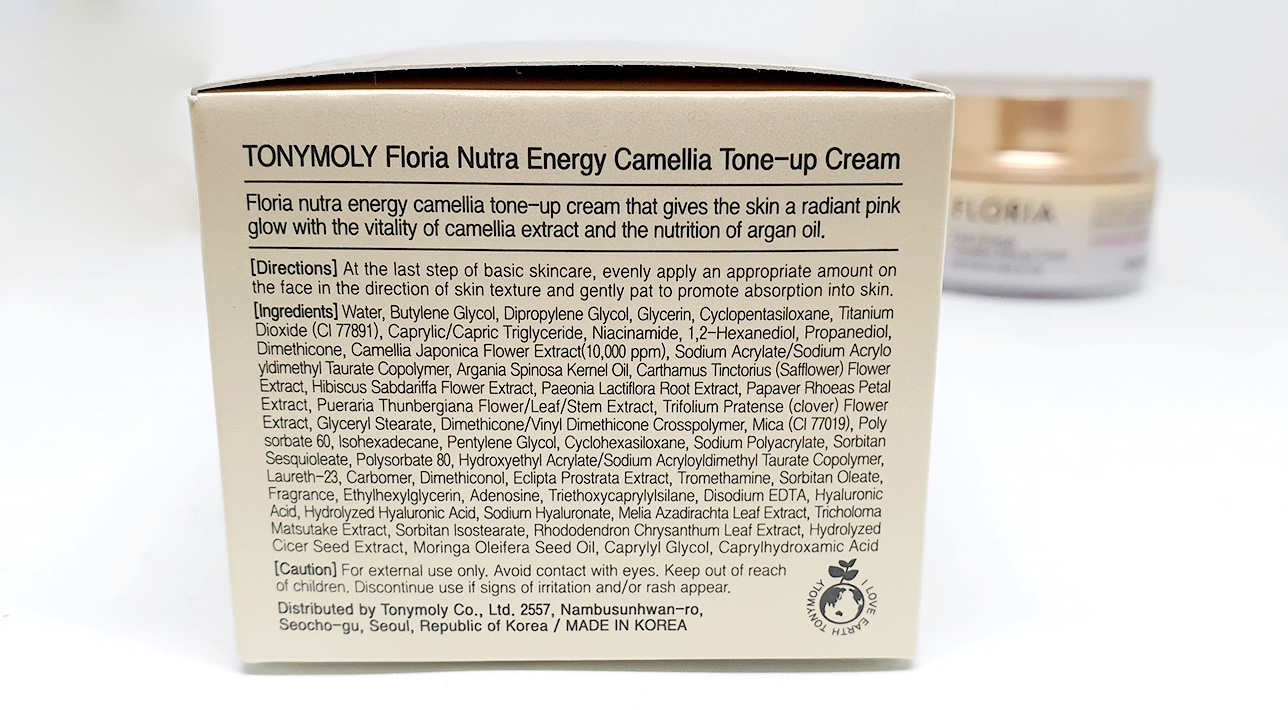 TONYMOLY Floria Nutra Energy Camellia Tone-up Cream
Floria nutra energy camellia tone-up cream that gives the skin a radiant pink
glow with the vitality of camellia extract and the nutrition of argan oil.
[Directions] At the last step of basic skincare, evenly apply an appropriate amount on
the face in the direction of skin texture and gently pat to promote absorption into skin.
[Ingredients] Water, Butylene Glycol, Dipropylene Glycol, Glycerin, Cyclopentasiloxane, Titanium
Dioxide (CI 77891), Caprylic/Capric Triglyceride, Niacinamide, 1,2-Hexanediol, Propanediol,
Dimethicone, Camellia Japonica Flower Extract(10,000 ppm), Sodium Acrylate/Sodium Acrylo
yldimethyl Taurate Copolymer, Argania Spinosa Kernel Oil, Carthamus Tinctorius (Safflower) Flower
Extract, Hibiscus Sabdariffa Flower Extract, Paeonia Lactiflora Root Extract, Papaver Rhoeas Petal
Extract, Pueraria Thunbergiana Flower/Leaf/Stem Extract, Trifolium Pratense (clover) Flower
Extract, Glyceryl Stearate, Dimethicone/Vinyl Dimethicone Crosspolymer, Mica (CI 77019), Poly
sorbate 60, Isohexadecane, Pentylene Glycol, Cyclohexasiloxane, Sodium Polyacrylate, Sorbitan
Sesquioleate, Polysorbate 80, Hydroxyethyl Acrylate/Sodium Acryloyldimethyl Taurate Copolymer,
Laureth-23, Carbomer, Dimethiconol, Eclipta Prostrata Extract, Tromethamine, Sorbitan Oleate,
Fragrance, Ethylhexylglycerin, Adenosine, Triethoxycaprylylsilane, Disodium EDTA, Hyaluronic
Acid, Hydrolyzed Hyaluronic Acid, Sodium Hyaluronate, Melia Azadirachta Leaf Extract, Tricholoma
Matsutake Extract, Sorbitan Isostearate, Rhododendron Chrysanthum Leaf Extract, Hydrolyzed
Cicer Seed Extract, Moringa Oleifera Seed Oil, Caprylyl Glycol, Caprylhydroxamic Acid
[Caution] For external use only. Avoid contact with eyes. Keep out of reach
of children. Discontinue use if signs of irritation and/or rash appear.
Distributed by Tonymoly Co., Ltd. 2557, Nambusunhwan-ro,
Seocho-gu, Seoul, Republic of Korea / MADE IN KOREA
I LOVE EARTH TONYMOLY
FLORIA